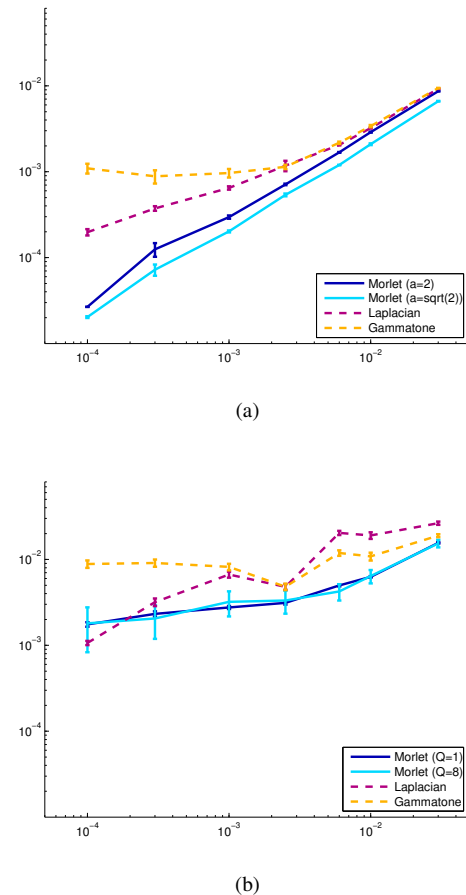 10⁻²
10⁻³
10⁻⁴
Morlet (a=2)
Morlet (a=sqrt(2))
Laplacian
Gammatone
10⁻⁴ 10⁻³ 10⁻²
(a)
10⁻²
10⁻³
10⁻⁴
Morlet (Q=1)
Morlet (Q=8)
Laplacian
Gammatone
10⁻⁴ 10⁻³ 10⁻²
(b)